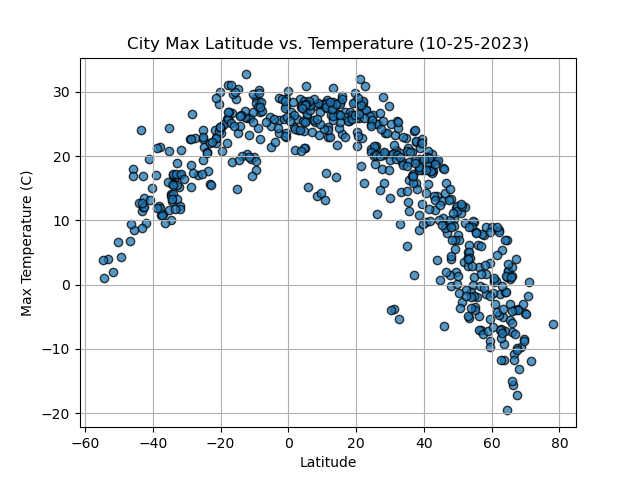 City Max Latitude vs. Temperature (10-25-2023)
Max Temperature (C)
30
20
10
0
−10
−20
−60 −40 −20 0 20 40 60 80
Latitude